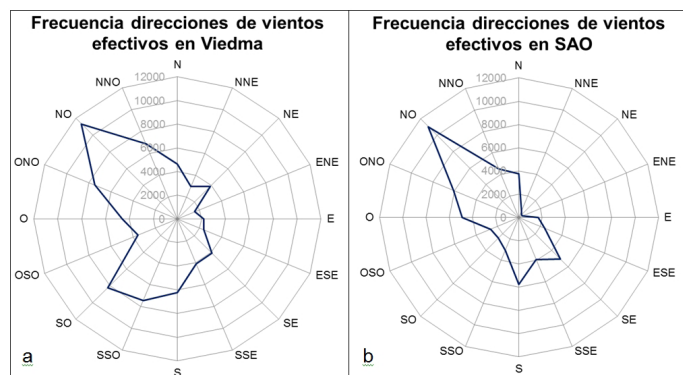 Frecuencia direcciones de vientos
efectivos en Viedma
N
NNO
NNE
NO
NE
ONO
ENE
O
E
OSO
ESE
SO
SE
SSO
SSE
S
12000
10000
8000
6000
4000
2000
0
a
Frecuencia direcciones de vientos
efectivos en SAO
N
NNO
NNE
NO
NE
ONO
ENE
O
E
OSO
ESE
SO
SE
SSO
SSE
S
12000
10000
8000
6000
4000
2000
0
b